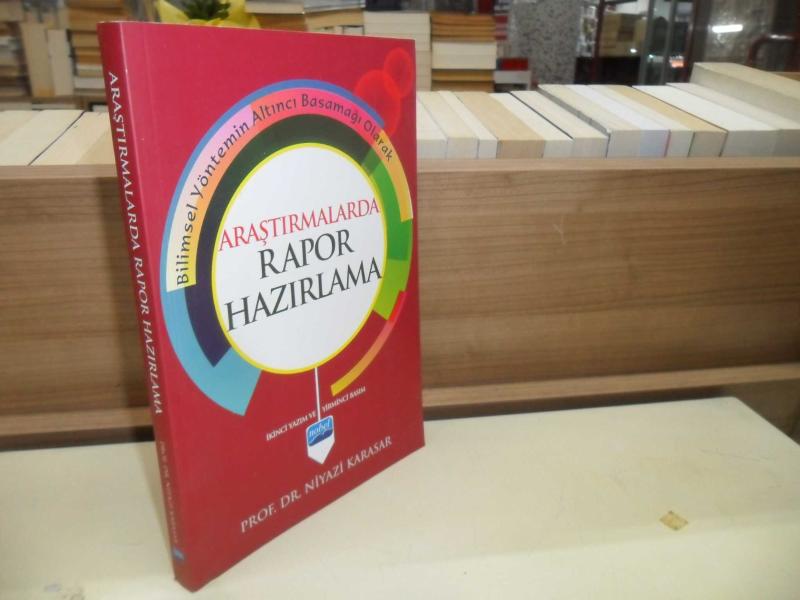 Bilimsel Yöntemin Altıncı Basamağı Olarak
ARAŞTIRMALARDA
RAPOR
HAZIRLAMA
İKİNCİ YAZIM VE YİRMİNCİ BASIM
nobel
PROF. DR. NİYAZİ KARASAR
ARAŞTIRMALARDA RAPOR HAZIRLAMA
PROF. DR. NİYAZİ KARASAR